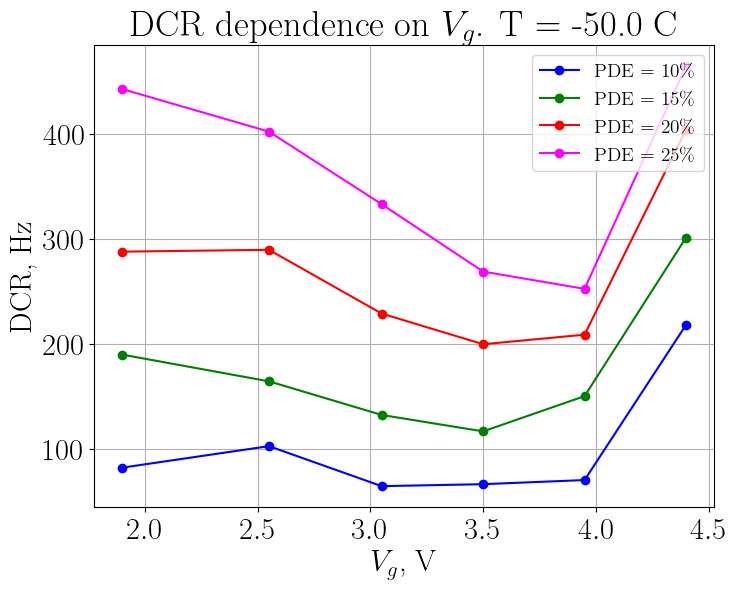 DCR dependence on V_g. T = -50.0 C
PDE = 10%
PDE = 15%
PDE = 20%
PDE = 25%
DCR, Hz
400
300
200
100
2.0 2.5 3.0 3.5 4.0 4.5
V_g, V